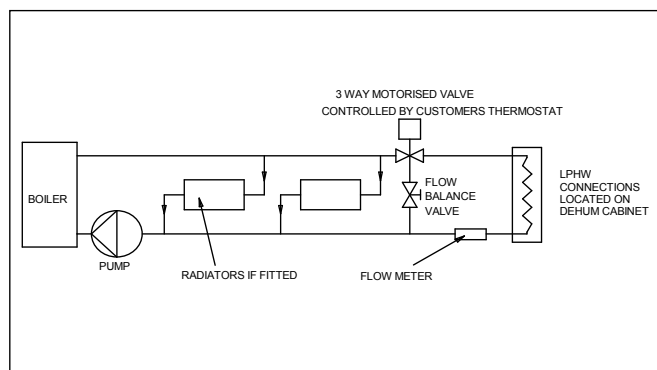 3 WAY MOTORISED VALVE
CONTROLLED BY CUSTOMERS THERMOSTAT
BOILER
FLOW
BALANCE
VALVE
LPHW
CONNECTIONS
LOCATED ON
DEHUM CABINET
PUMP
RADIATORS IF FITTED
FLOW METER